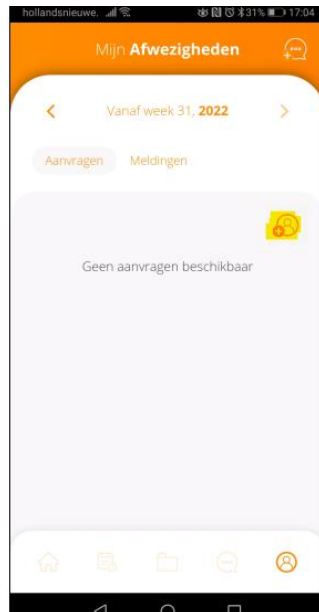 hollandsnieuwe. 31% 17:04
Mijn Afwezigheden
Vanaf week 31, 2022
Aanvragen Meldingen
Geen aanvragen beschikbaar